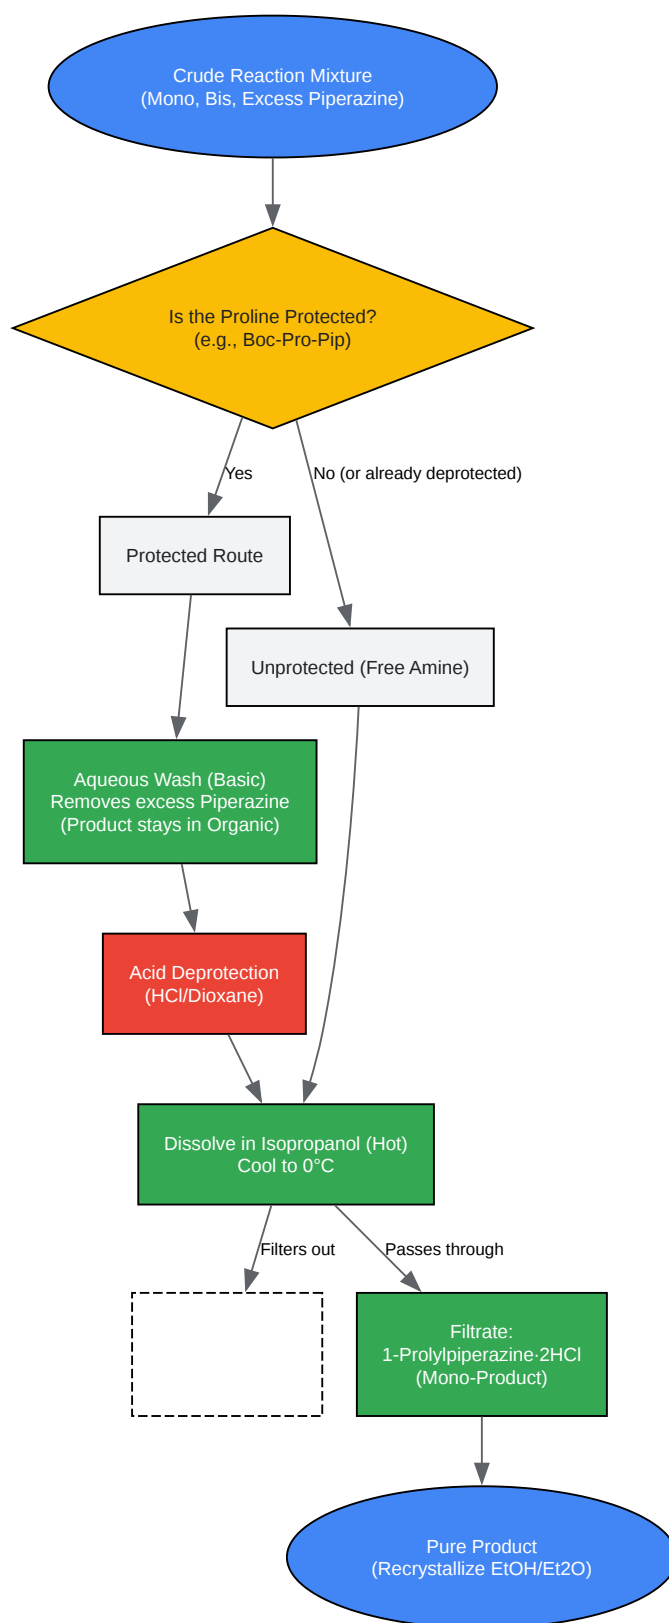 Crude Reaction Mixture
(Mono, Bis, Excess Piperazine)
Is the Proline Protected?
(e.g., Boc-Pro-Pip)
Yes
No (or already deprotected)
Protected Route
Unprotected (Free Amine)
Aqueous Wash (Basic)
Removes excess Piperazine
(Product stays in Organic)
Acid Deprotection
(HCl/Dioxane)
Dissolve in Isopropanol (Hot)
Cool to 0°C
Filters out
Passes through
Filtrate:
1-Prolylpiperazine·2HCl
(Mono-Product)
Pure Product
(Recrystallize EtOH/Et2O)